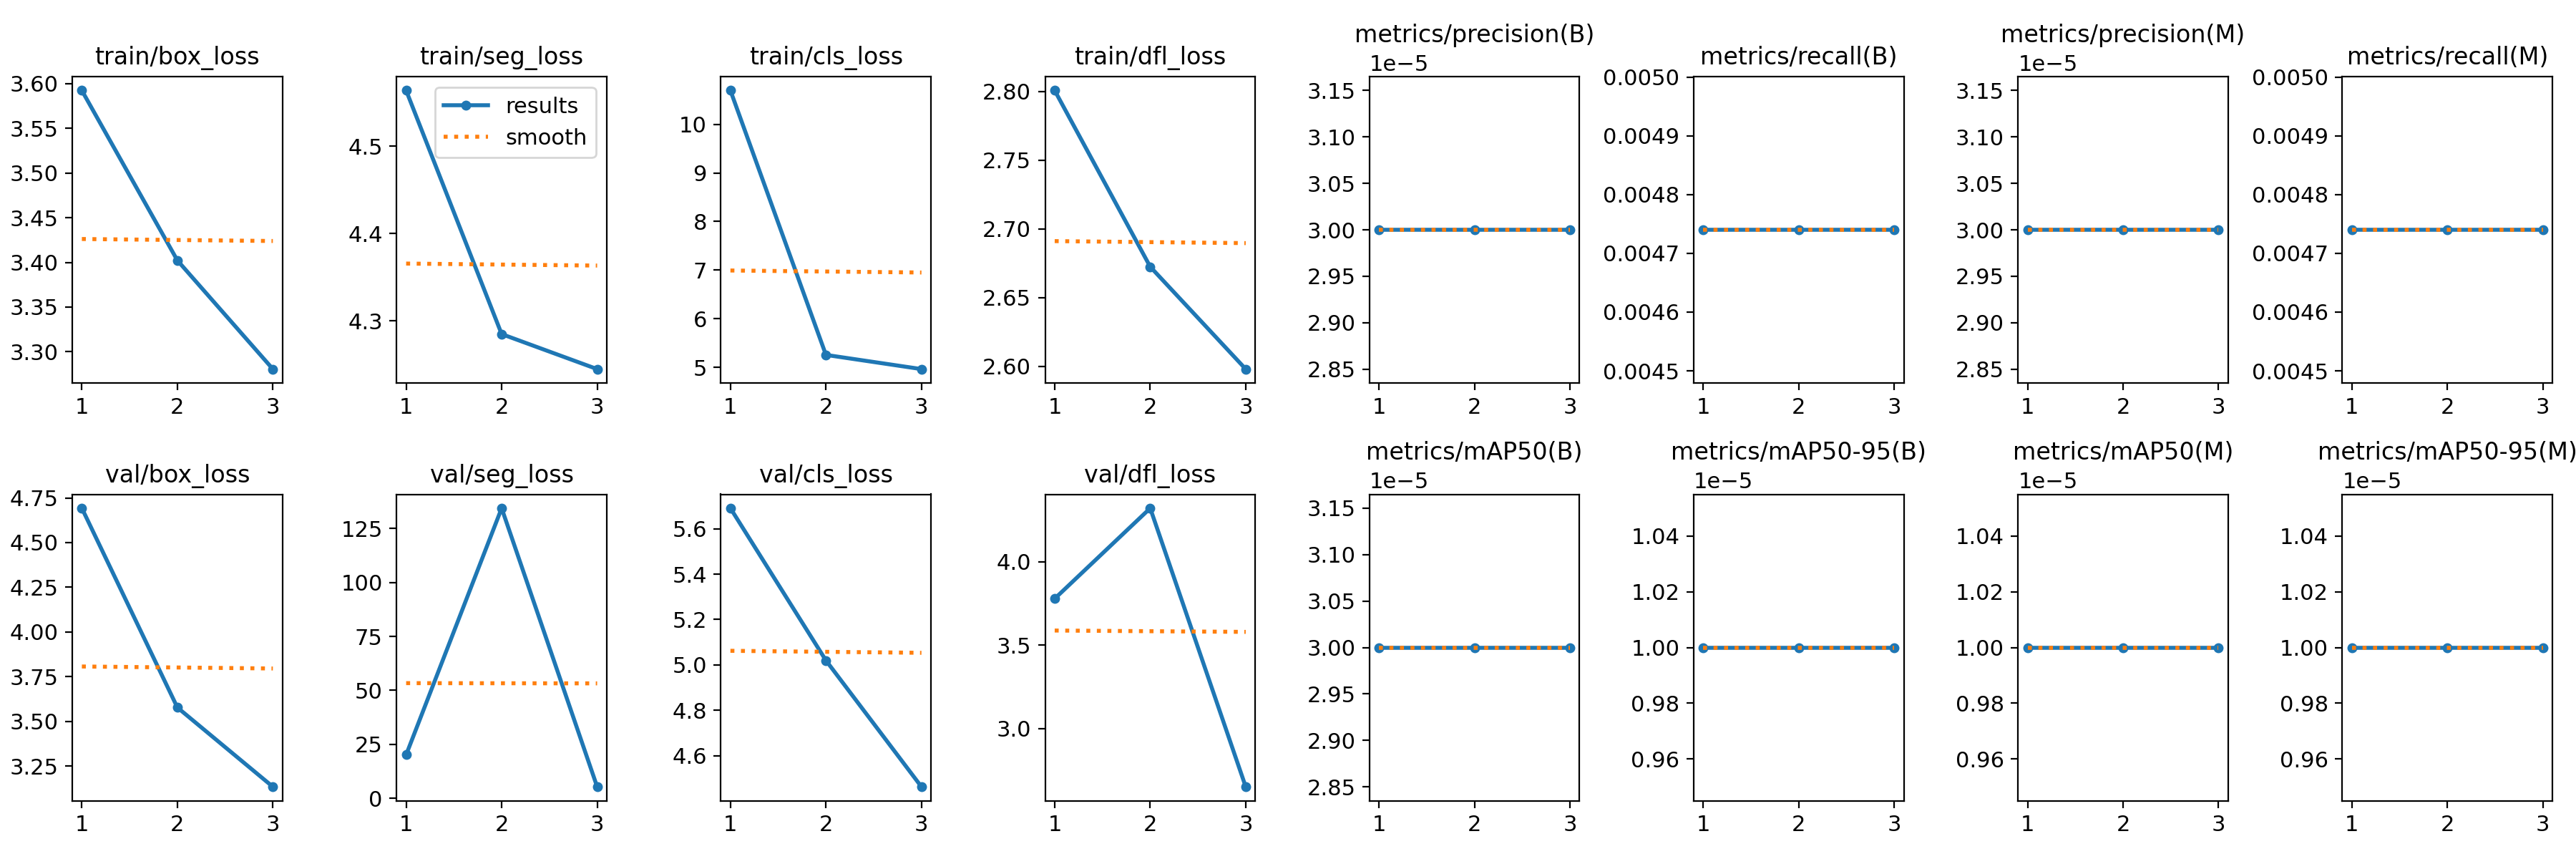 train/box_loss
3.60
3.55
3.50
3.45
3.40
3.35
3.30
1 2 3
train/seg_loss
results
smooth
4.5
4.4
4.3
1 2 3
train/cls_loss
10
9
8
7
6
5
1 2 3
train/dfl_loss
2.80
2.75
2.70
2.65
2.60
1 2 3
metrics/precision(B)
1e−5
3.15
3.10
3.05
3.00
2.95
2.90
2.85
1 2 3
metrics/recall(B)
0.0050
0.0049
0.0048
0.0047
0.0046
0.0045
1 2 3
metrics/precision(M)
1e−5
3.15
3.10
3.05
3.00
2.95
2.90
2.85
1 2 3
metrics/recall(M)
0.0050
0.0049
0.0048
0.0047
0.0046
0.0045
1 2 3
val/box_loss
4.75
4.50
4.25
4.00
3.75
3.50
3.25
1 2 3
val/seg_loss
125
100
75
50
25
0
1 2 3
val/cls_loss
5.6
5.4
5.2
5.0
4.8
4.6
1 2 3
val/dfl_loss
4.0
3.5
3.0
1 2 3
metrics/mAP50(B)
1e−5
3.15
3.10
3.05
3.00
2.95
2.90
2.85
1 2 3
metrics/mAP50-95(B)
1e−5
1.04
1.02
1.00
0.98
0.96
1 2 3
metrics/mAP50(M)
1e−5
1.04
1.02
1.00
0.98
0.96
1 2 3
metrics/mAP50-95(M)
1e−5
1.04
1.02
1.00
0.98
0.96
1 2 3